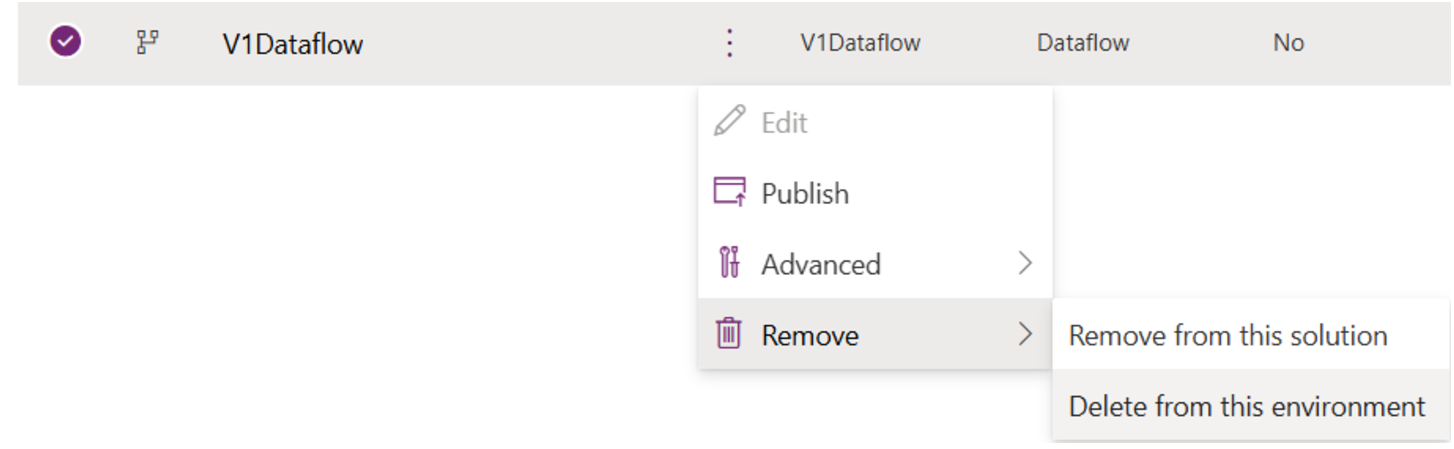 V1Dataflow V1Dataflow Dataflow No
Edit
Publish
Advanced
Remove
Remove from this solution
Delete from this environment